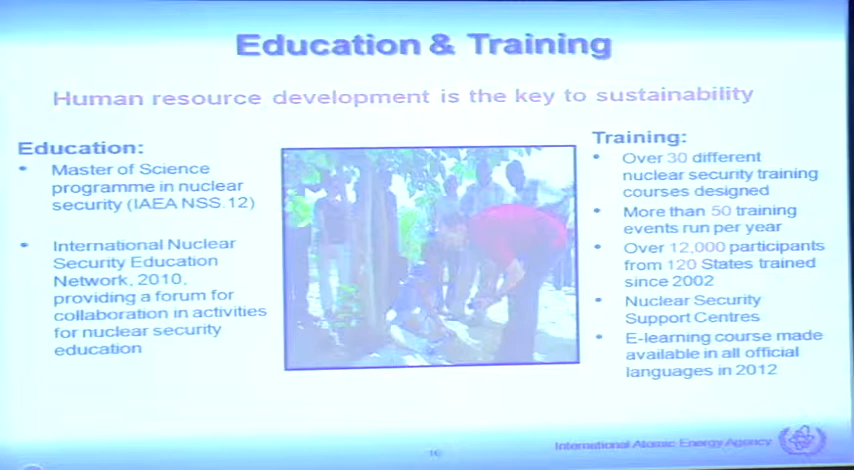 Education & Training
Human resource development is the key to sustainability
Education:
• Master of Science
programme in nuclear
security (IAEA NSS.12)
• International Nuclear
Security Education
Network, 2010,
providing a forum for
collaboration in activities
for nuclear security
education
Training:
• Over 30 different
nuclear security training
courses designed
• More than 50 training
events run per year
• Over 12,000 participants
from 120 States trained
since 2002
• Nuclear Security
Support Centres
• E-learning course made
available in all official
languages in 2012
16
International Atomic Energy Agency